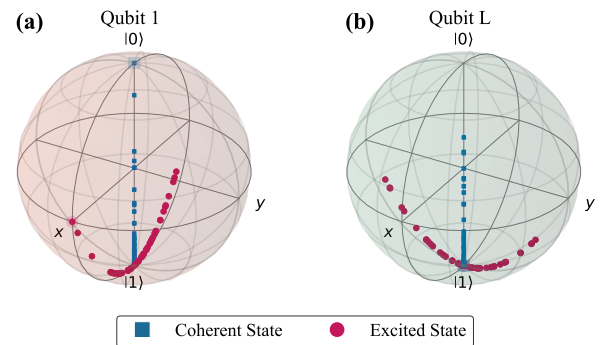 (a) Qubit 1
|0⟩
x
y
|1⟩
(b) Qubit L
|0⟩
x
y
|1⟩
Coherent State
Excited State